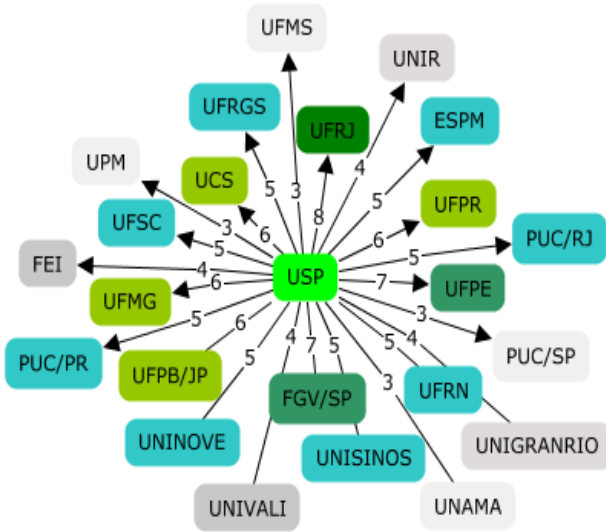 UFMS
UNIR
UFRGS
UFRJ
ESPM
UPM
UCS
UFPR
UFSC
PUC/RJ
FEI
USP
UFMG
UFPE
PUC/PR
UFPB/JP
FGV/SP
UFRN
PUC/SP
UNINOVE
UNISINOS
UNIGRANRIO
UNIVALI
UNAMA
3
4
5
8
5
3
6
6
5
5
4
6
7
5
6
3
5
4
7
5
5
4
3